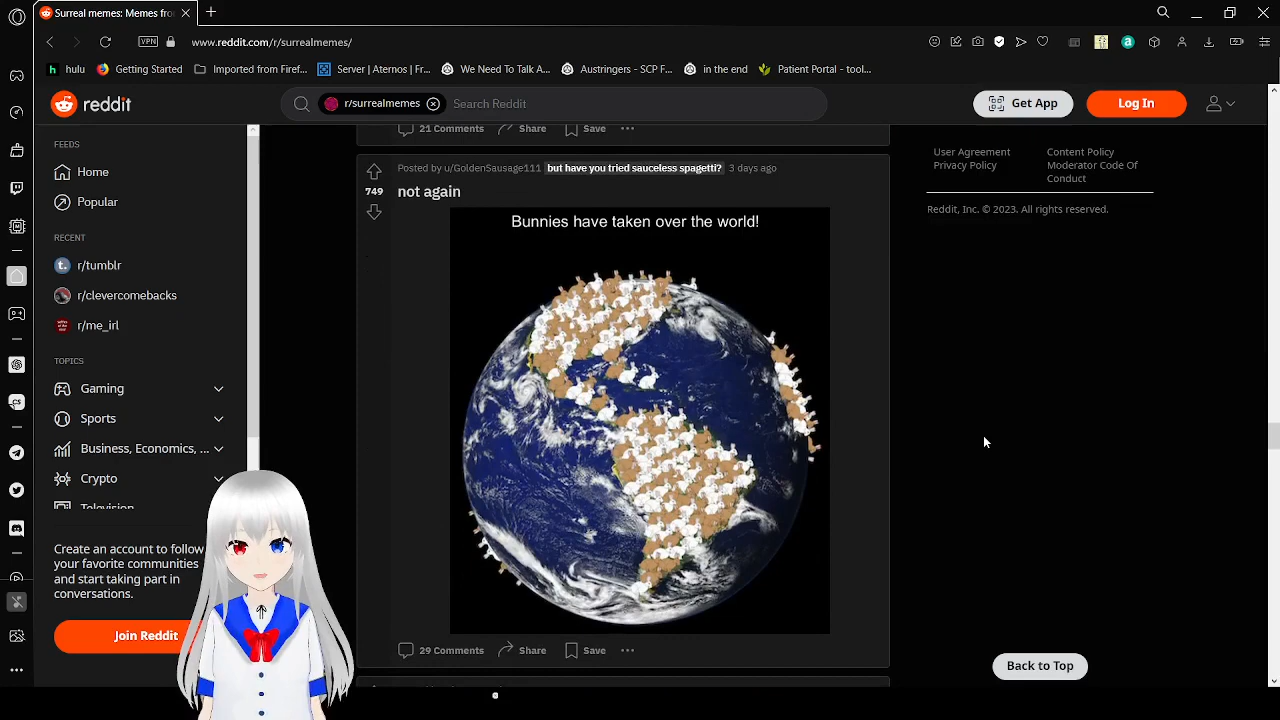 Surreal memes: Memes fro
VPN
www.reddit.com/r/surrealmemes/
hulu
Getting Started
Imported from Firef...
Server | Aternos | Fr...
We Need To Talk A...
Austringers - SCP F...
in the end
Patient Portal - tool...
reddit
r/surrealmemes
Search Reddit
Get App
Log In
FEEDS
Home
Popular
RECENT
r/tumblr
r/clevercomebacks
r/me_irl
TOPICS
Gaming
Sports
Business, Economics, ...
Crypto
Television
Create an account to follow
your favorite communities
and start taking part in
conversations.
Join Reddit
21 Comments
Share
Save
Posted by u/GoldenSausage111 but have you tried sauceless spagetti? 3 days ago
749
not again
Bunnies have taken over the world!
29 Comments
Share
Save
User Agreement
Privacy Policy
Content Policy
Moderator Code Of
Conduct
Reddit, Inc. © 2023. All rights reserved.
Back to Top